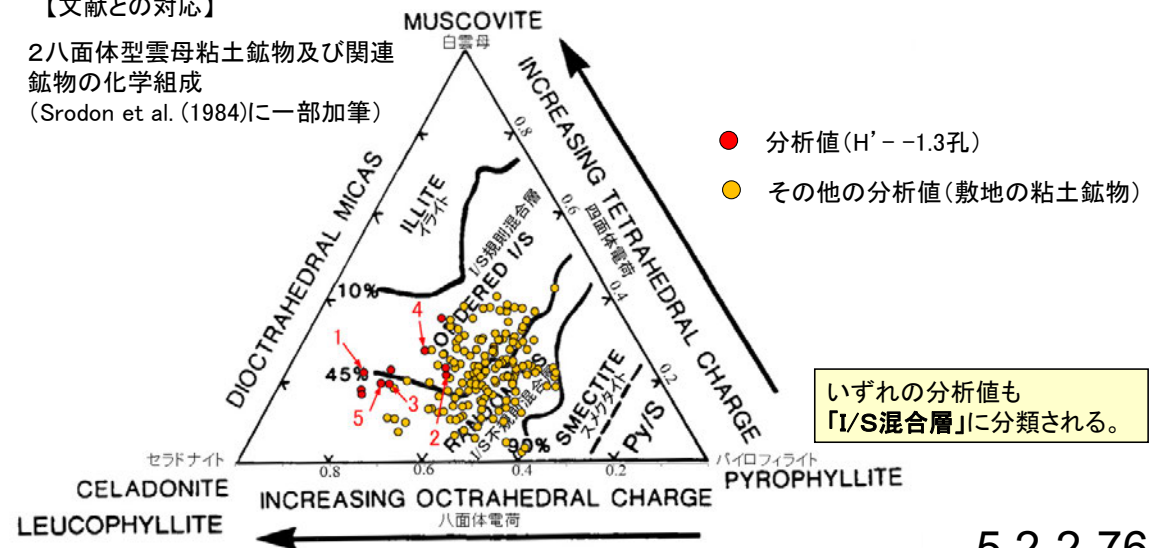 【文献との対応】
2八面体型雲母粘土鉱物及び関連
鉱物の化学組成
(Srodon et al. (1984)に一部加筆)
MUSCOVITE
白雲母
INCREASING TETRAHEDRAL CHARGE
四面体電荷
DIOCTRAHEDRAL MICAS
0.8
0.6
0.4
0.2
ILLITE
イライト
I/S規則混合層
ORDERED I/S
10%
45%
90%
1
2
3
4
5
I/S不規則混合層
SMECTITE
スメクタイト
Py/S
分析値(H’- -1.3孔)
その他の分析値(敷地の粘土鉱物)
いずれの分析値も
「I/S混合層」に分類される。
セラドナイト
CELADONITE
LEUCOPHYLLITE
0.8
0.6
0.4
0.2
パイロフィライト
PYROPHYLLITE
INCREASING OCTRAHEDRAL CHARGE
八面体電荷